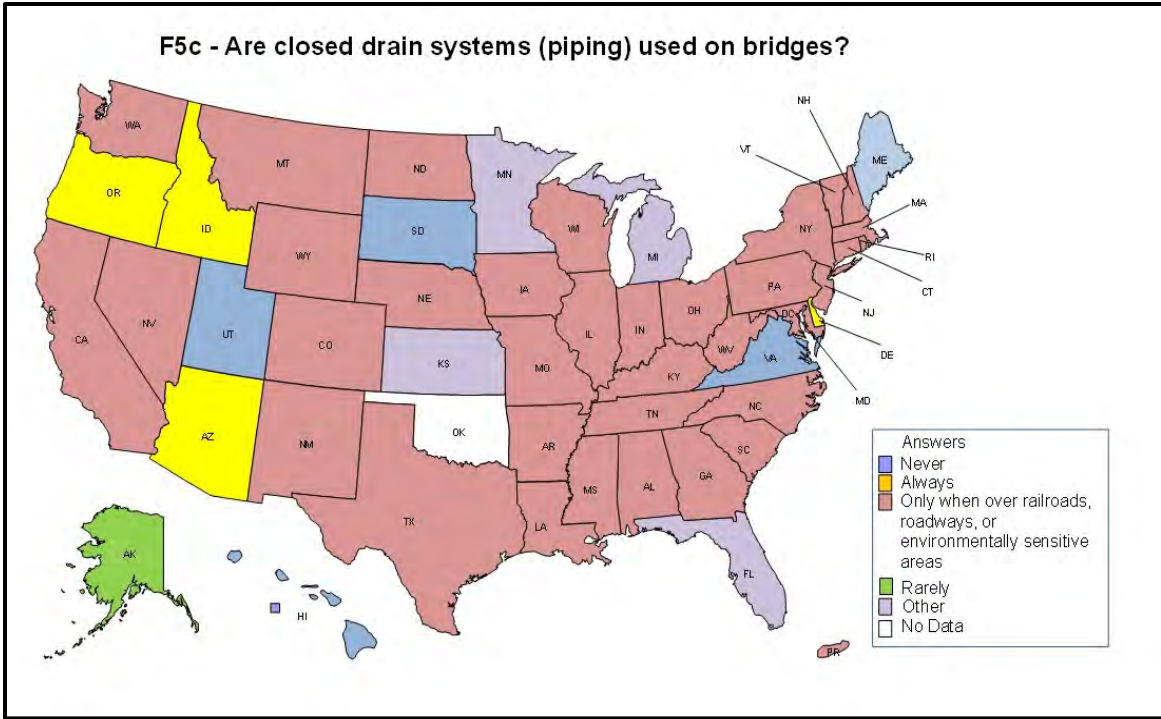 F5c - Are closed drain systems (piping) used on bridges?
NH
WA
VT
ME
MT
ND
MN
OR
MA
ID
SD
WI
NY
WY
MI
RI
CT
IA
PA
NE
NJ
NV
OH
IL
IN
DC
UT
DE
CA
CO
WV
VA
KS
MO
KY
MD
NC
TN
AZ
OK
NM
AR
SC
MS
AL
GA
TX
LA
AK
FL
HI
PR
Answers
Never
Always
Only when over railroads,
roadways, or
environmentally sensitive
areas
Rarely
Other
No Data